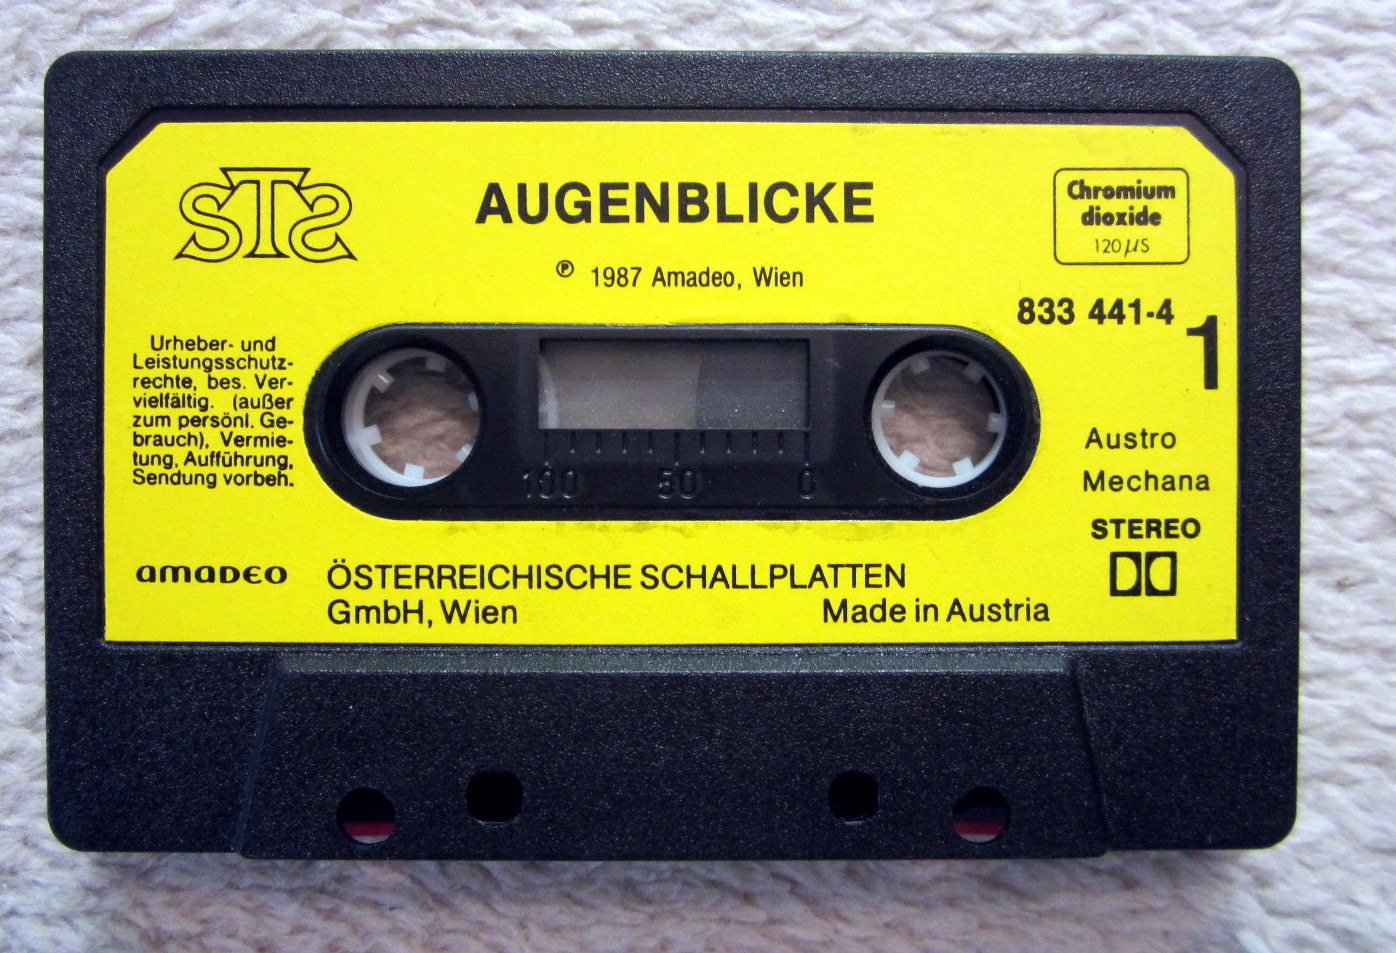 STS
AUGENBLICKE
Chromium
dioxide
120 µS
℗ 1987 Amadeo, Wien
833 441-4
1
Urheber- und
Leistungsschutz-
rechte, bes. Ver-
vielfältig. (außer
zum persönl. Ge-
brauch), Vermie-
tung, Aufführung,
Sendung vorbeh.
100 50 0
Austro
Mechana
STEREO
amaDEO
ÖSTERREICHISCHE SCHALLPLATTEN
GmbH, Wien Made in Austria